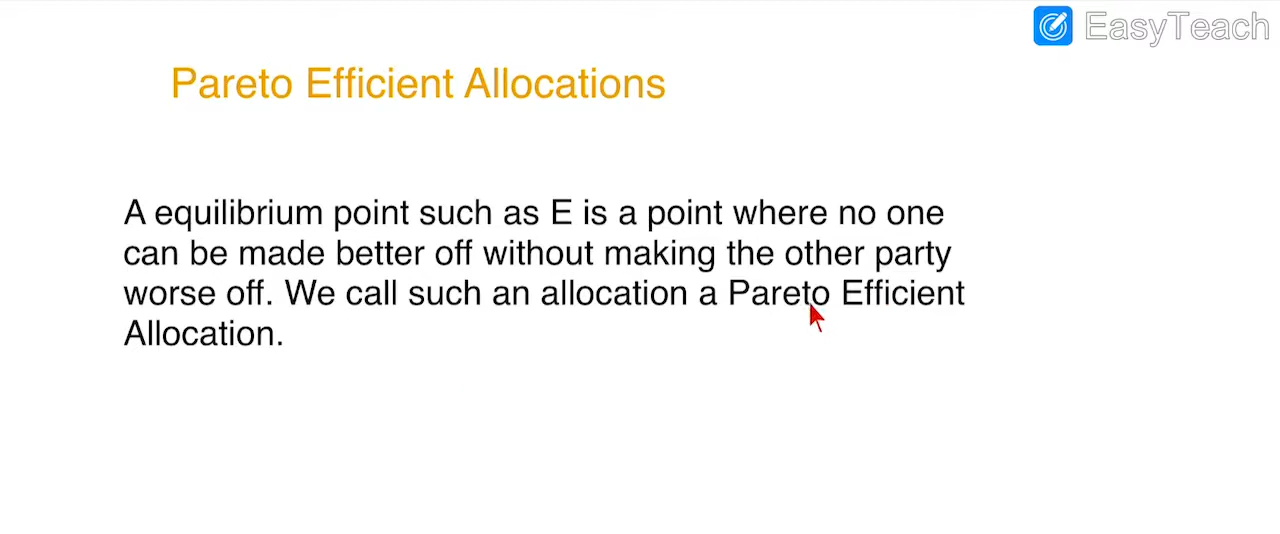 EasyTeach
Pareto Efficient Allocations
A equilibrium point such as E is a point where no one
can be made better off without making the other party
worse off. We call such an allocation a Pareto Efficient
Allocation.